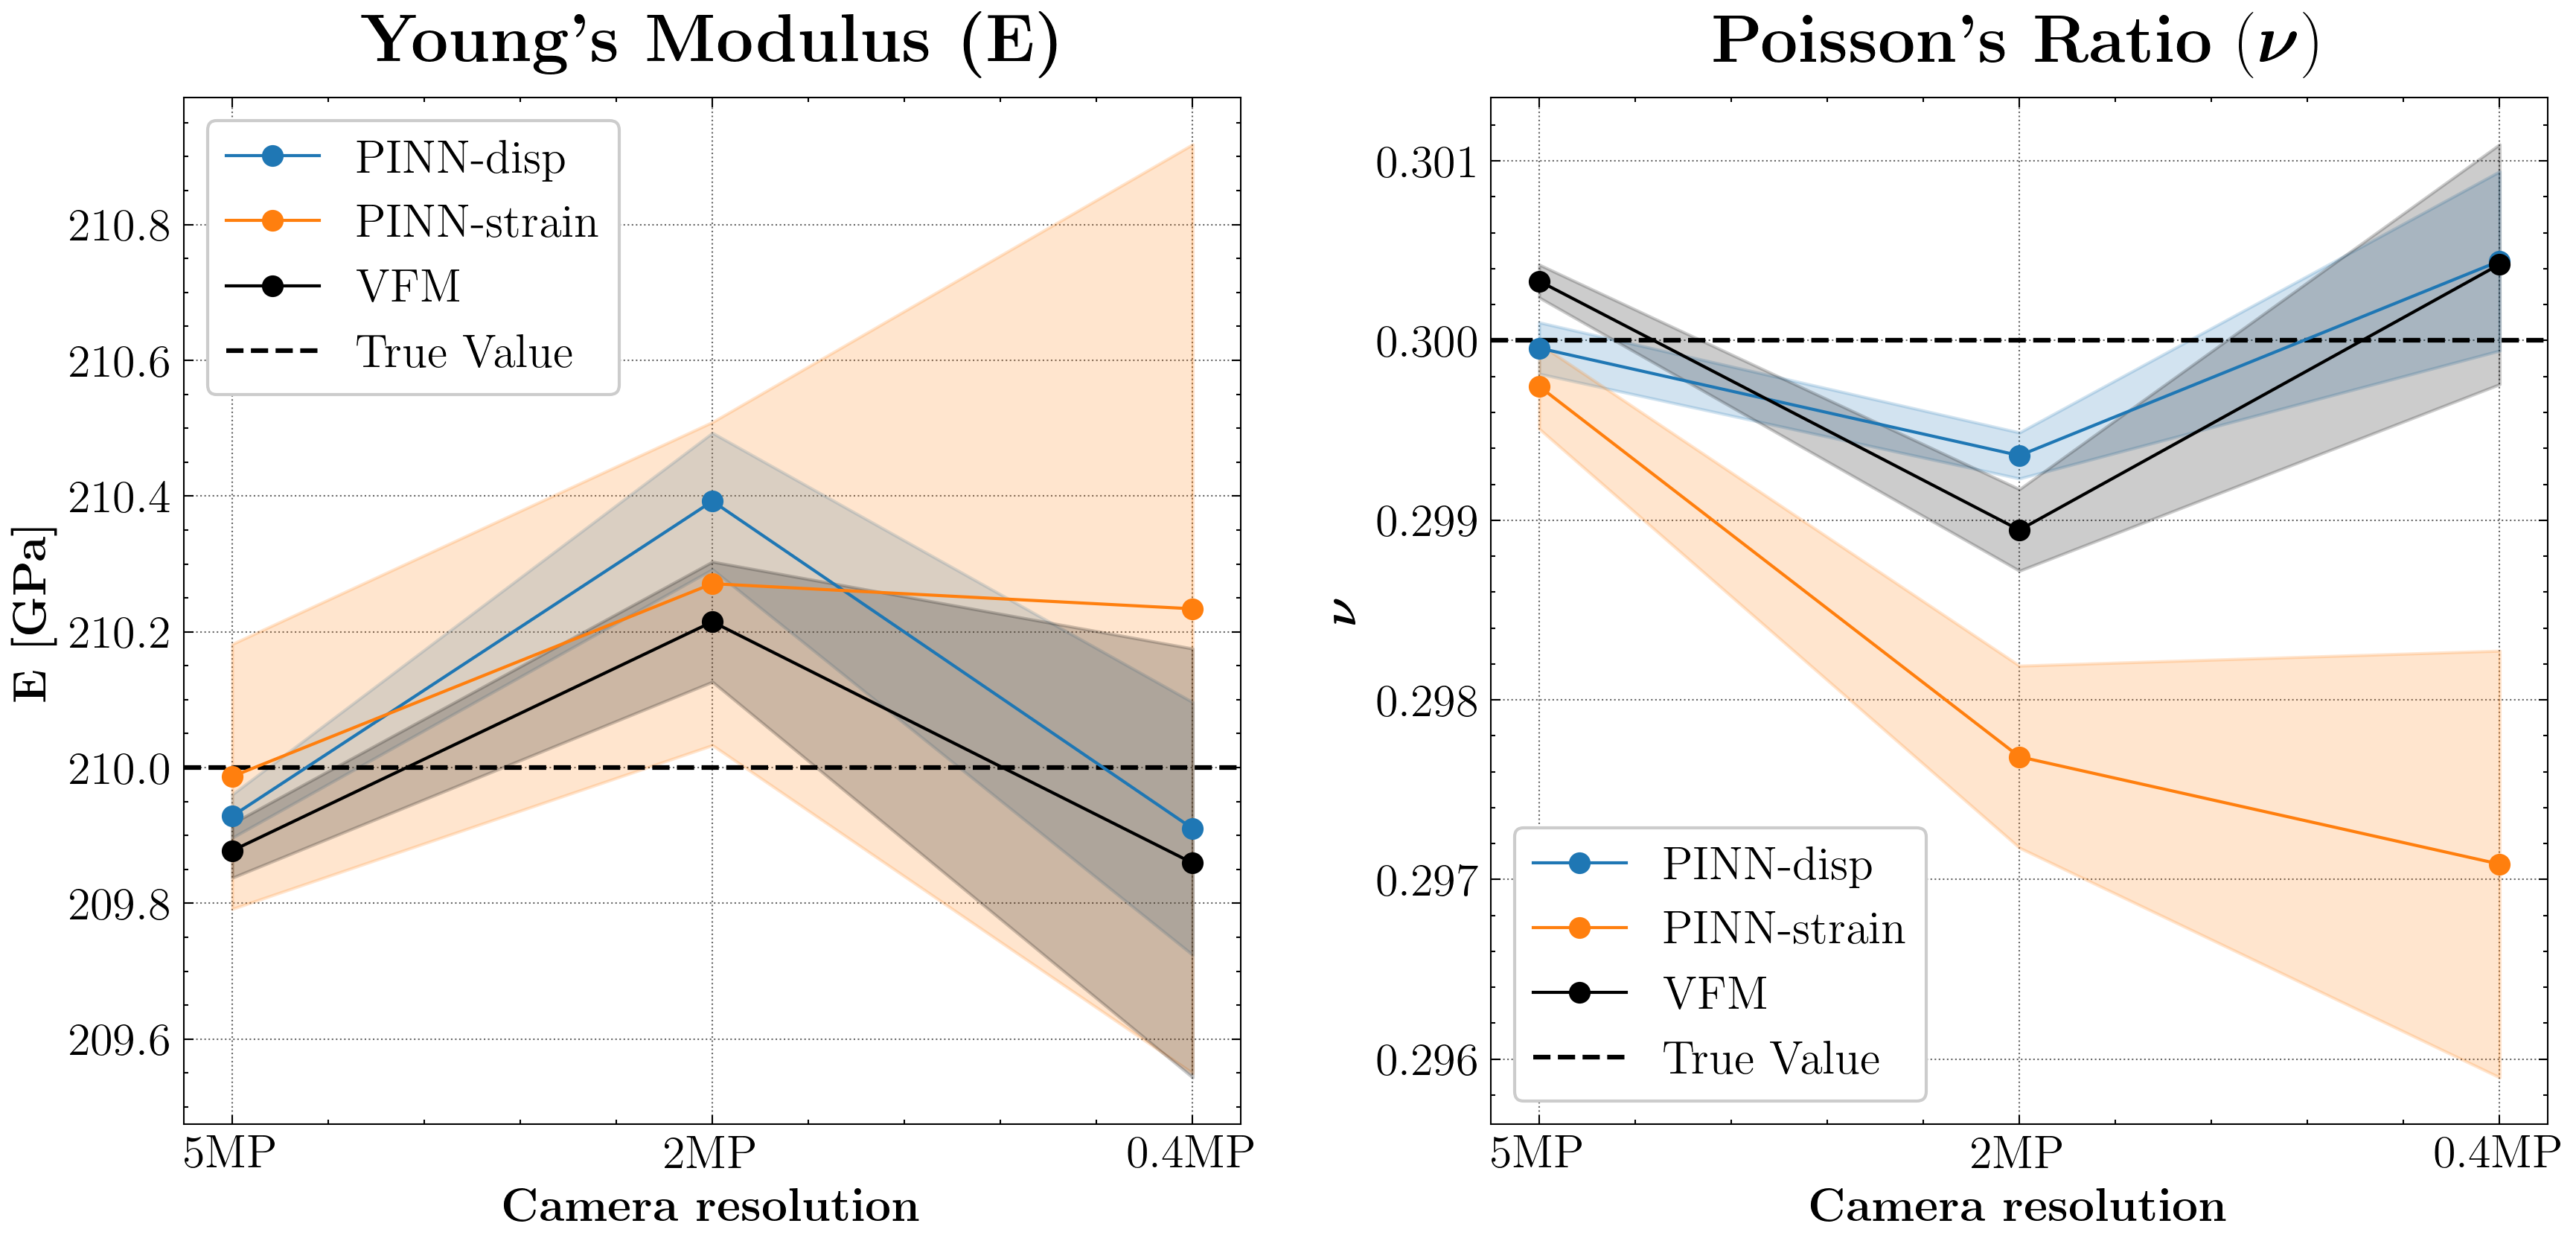 Young's Modulus (E)
E [GPa]
210.8
210.6
210.4
210.2
210.0
209.8
209.6
PINN-disp
PINN-strain
VFM
True Value
5MP
2MP
0.4MP
Camera resolution
Poisson's Ratio (ν)
ν
0.301
0.300
0.299
0.298
0.297
0.296
PINN-disp
PINN-strain
VFM
True Value
5MP
2MP
0.4MP
Camera resolution